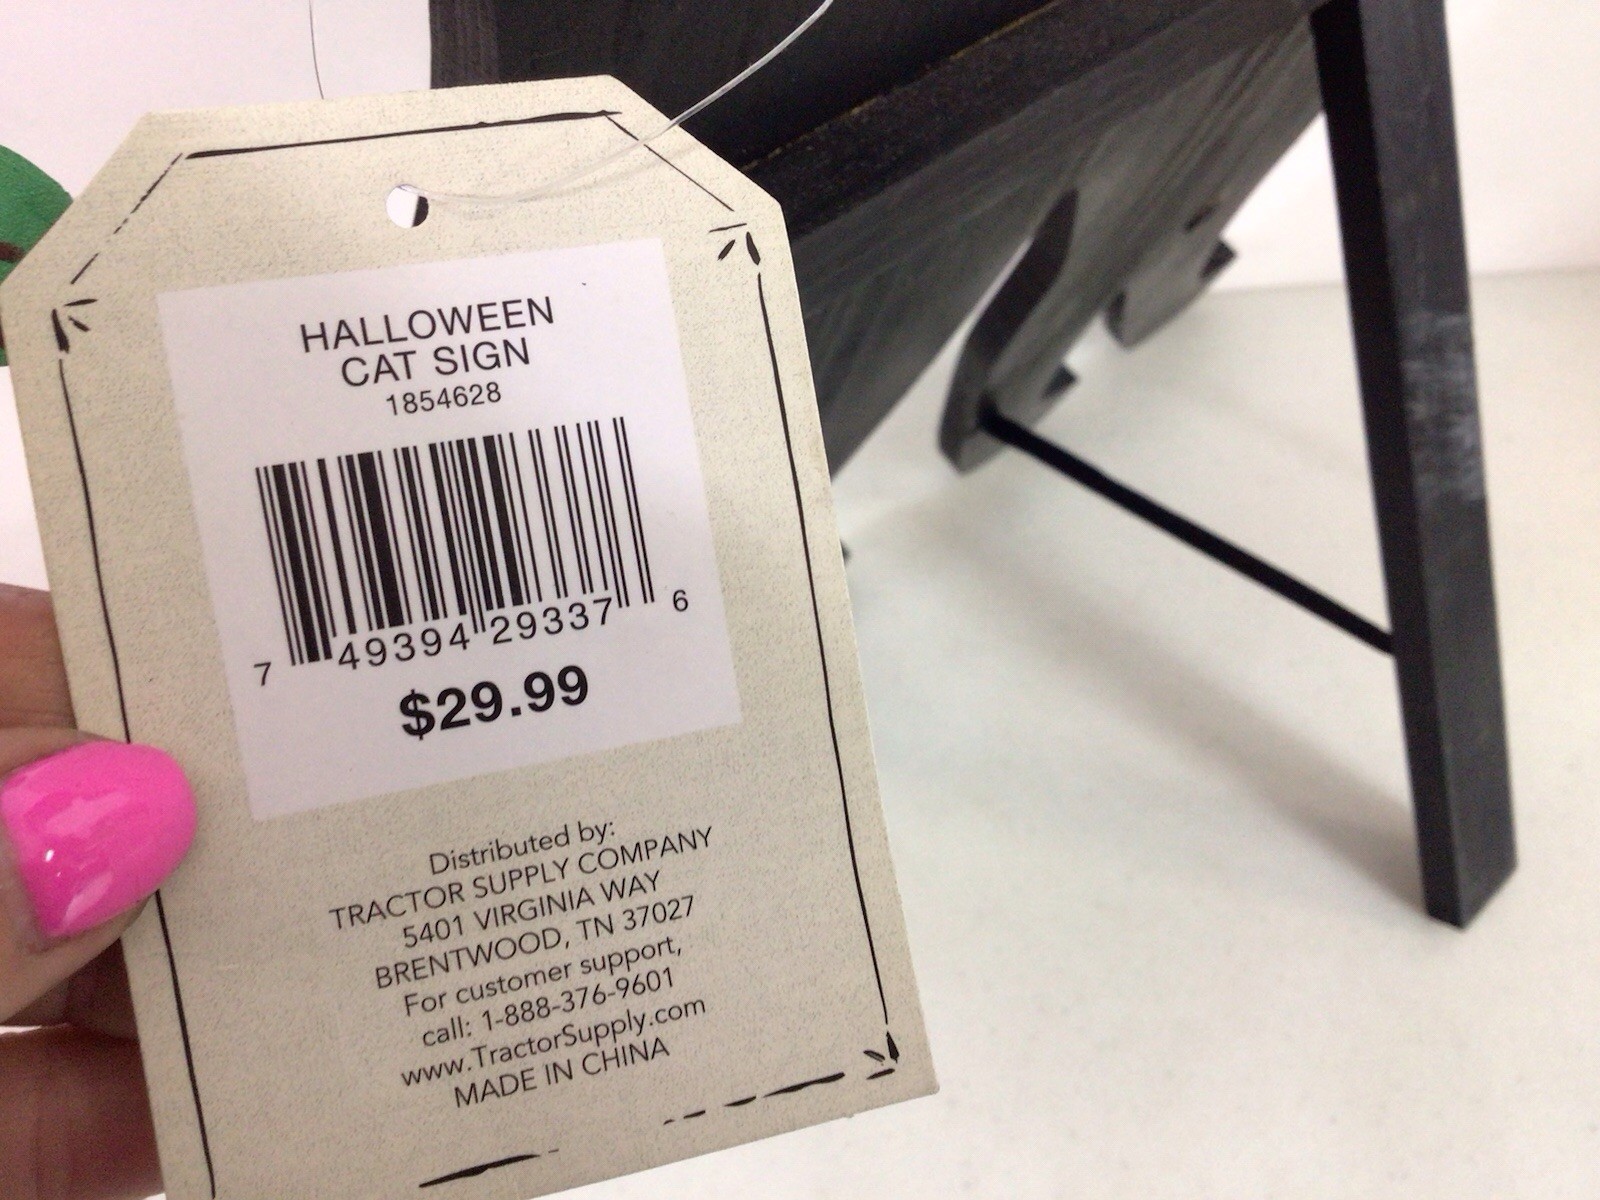 HALLOWEEN
CAT SIGN
1854628
7 49394 29337 6
$29.99
Distributed by:
TRACTOR SUPPLY COMPANY
5401 VIRGINIA WAY
BRENTWOOD, TN 37027
For customer support,
call: 1-888-376-9601
www.TractorSupply.com
MADE IN CHINA